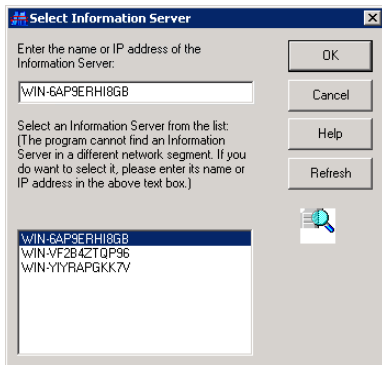 Select Information Server
Enter the name or IP address of the
Information Server:
WIN-6AP9ERHI8GB
OK
Cancel
Select an Information Server from the list:
(The program cannot find an Information
Server in a different network segment. If you
do want to select it, please enter its name or
IP address in the above text box.)
Help
Refresh
WIN-6AP9ERHI8GB
WIN-VF2B4ZTQP96
WIN-YIYRAPGKK7V